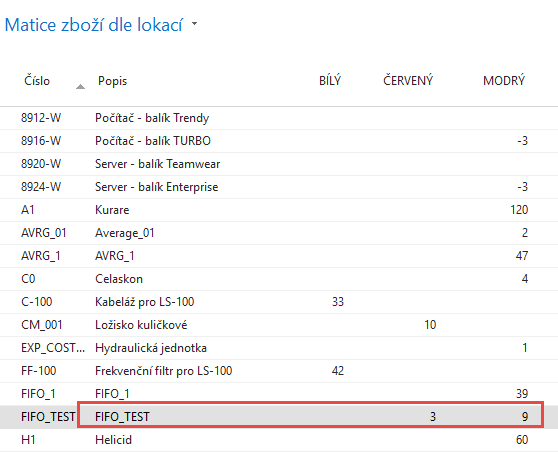 Matice zboží dle lokací
Číslo Popis BÍLÝ ČERVENÝ MODRÝ
8912-W Počítač - balík Trendy
8916-W Počítač - balík TURBO -3
8920-W Server - balík Teamwear
8924-W Server - balík Enterprise -3
A1 Kurare 120
AVRG_01 Average_01 2
AVRG_1 AVRG_1 47
C0 Celaskon 4
C-100 Kabeláž pro LS-100 33
CM_001 Ložisko kuličkové 10
EXP_COST... Hydraulická jednotka 1
FF-100 Frekvenční filtr pro LS-100 42
FIFO_1 FIFO_1 39
FIFO_TEST FIFO_TEST 3 9
H1 Helicid 60